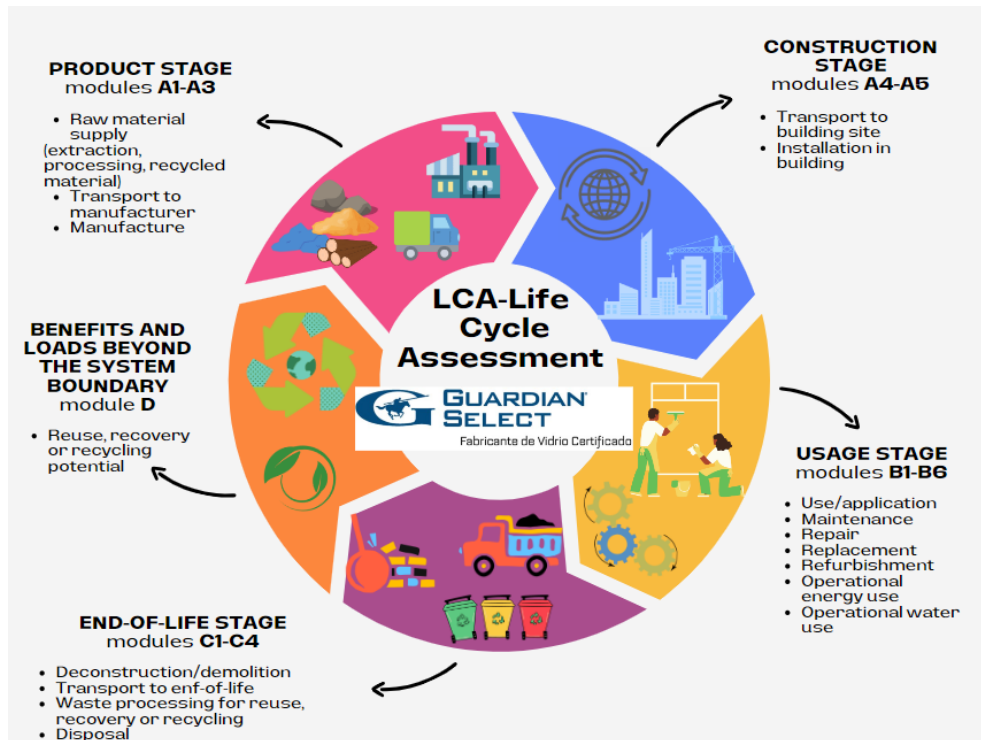 PRODUCT STAGE
modules A1-A3
• Raw material
supply
(extraction,
processing, recycled
material)
• Transport to
manufacturer
• Manufacture
CONSTRUCTION
STAGE
modules A4-A5
• Transport to
building site
• Installation in
building
LCA-Life
Cycle
Assessment
G GUARDIAN
SELECT
Fabricante de Vidrio Certificado
BENEFITS AND
LOADS BEYOND
THE SYSTEM
BOUNDARY
module D
• Reuse, recovery
or recycling
potential
USAGE STAGE
modules B1-B6
• Use/application
• Maintenance
• Repair
• Replacement
• Refurbishment
• Operational
energy use
• Operational water
use
END-OF-LIFE STAGE
modules C1-C4
• Deconstruction/demolition
• Transport to enf-of-life
• Waste processing for reuse,
recovery or recycling
• Disposal